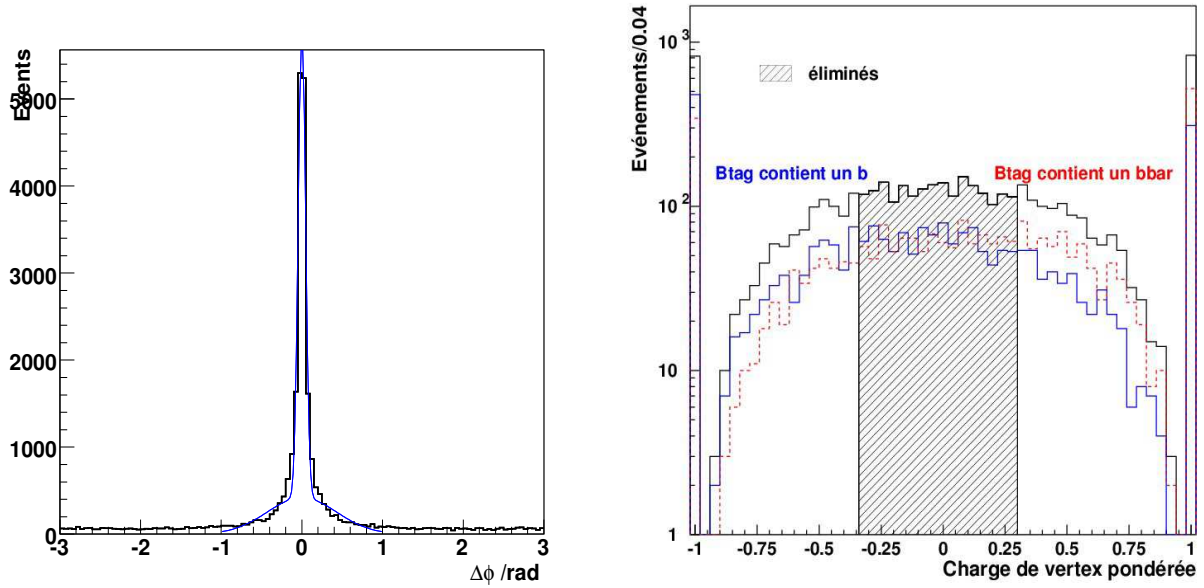 Events
5000
4000
3000
2000
1000
0
-3 -2 -1 0 1 2 3
Δϕ /rad
Evénements/0.04
10³
10²
10
1
éliminés
Btag contient un b
Btag contient un bbar
-1 -0.75 -0.5 -0.25 0 0.25 0.5 0.75 1
Charge de vertex pondérée